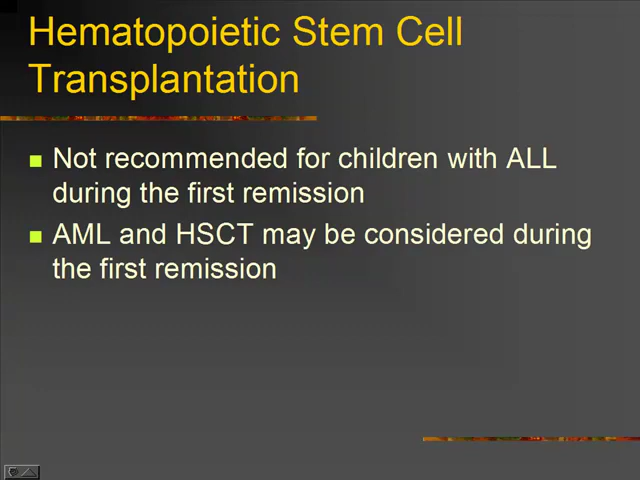 Hematopoietic Stem Cell
Transplantation
Not recommended for children with ALL
during the first remission
AML and HSCT may be considered during
the first remission